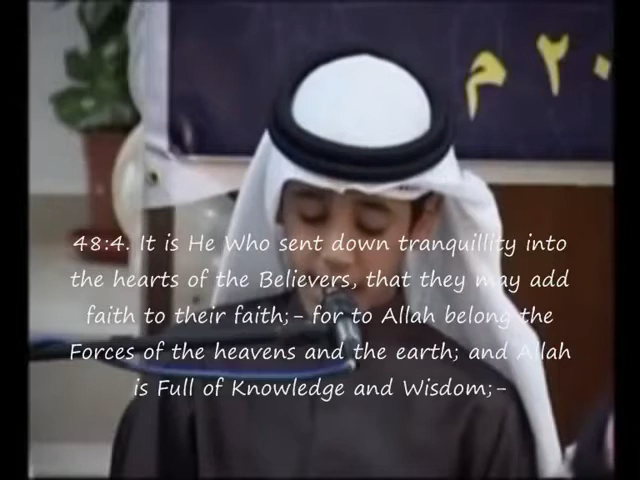 ٢٠ م
48:4. It is He Who sent down tranquillity into
the hearts of the Believers, that they may add
faith to their faith;- for to Allah belong the
Forces of the heavens and the earth; and Allah
is Full of Knowledge and Wisdom;-